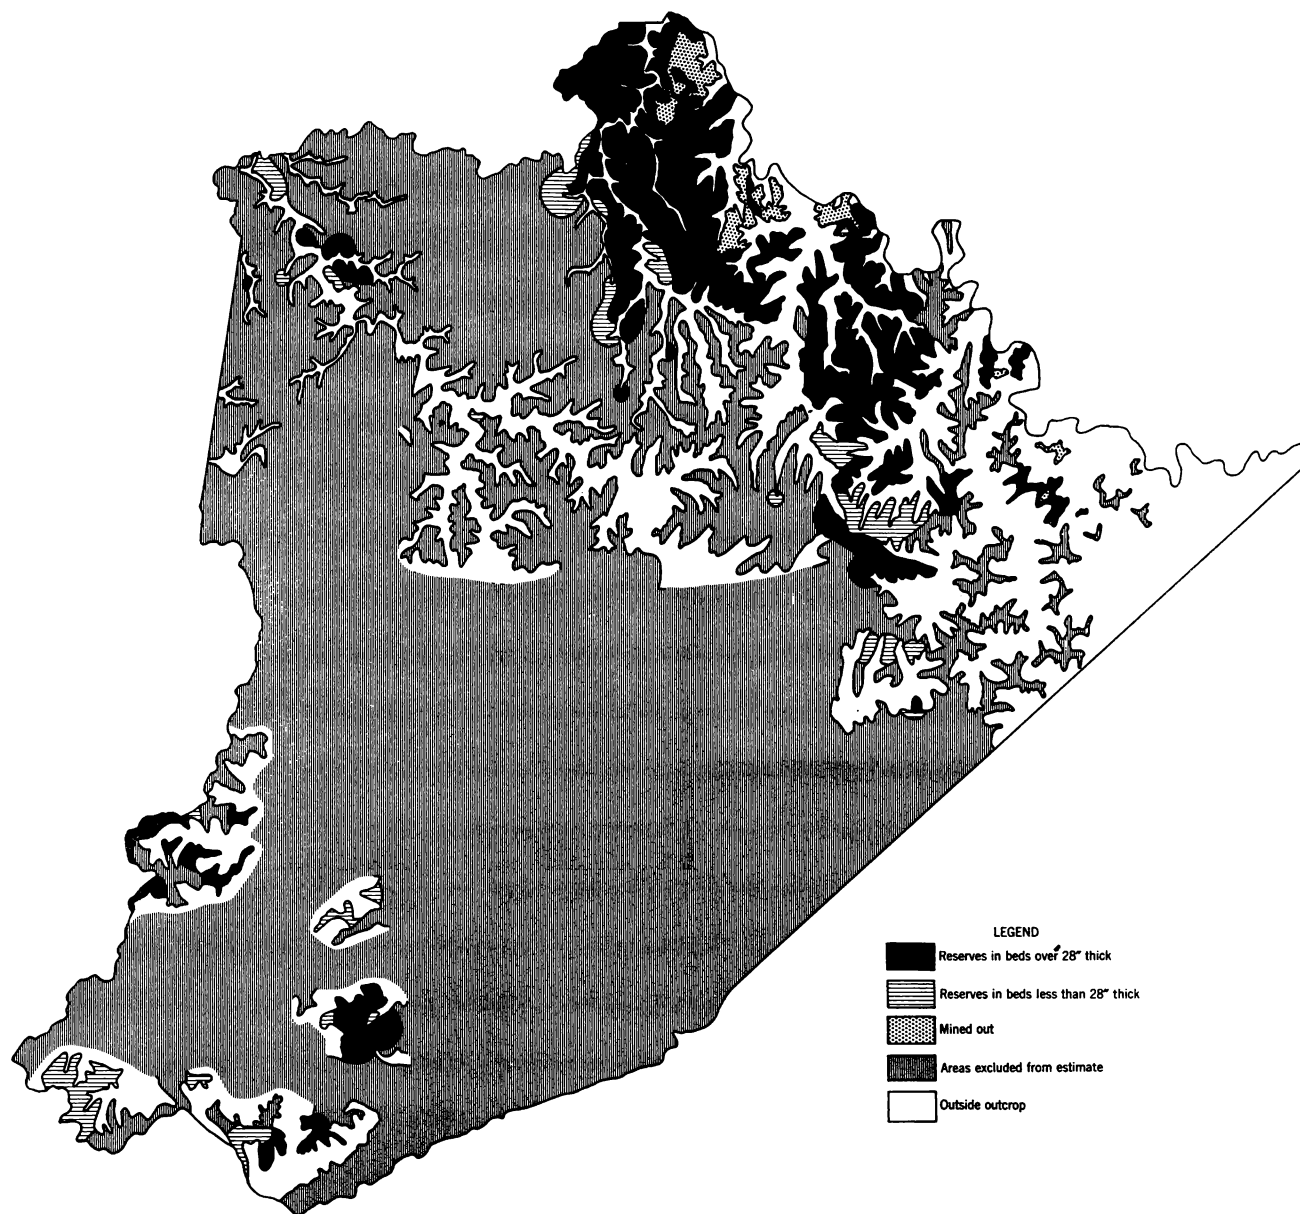 LEGEND
Reserves in beds over 28" thick
Reserves in beds less than 28" thick
Mined out
Areas excluded from estimate
Outside outcrop